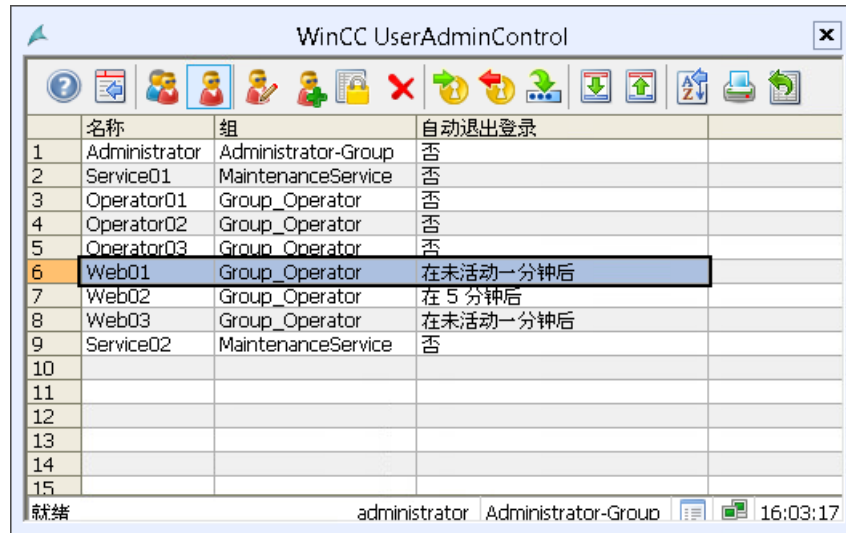 WinCC UserAdminControl
名称 组 自动退出登录
1 Administrator Administrator-Group 否
2 Service01 MaintenanceService 否
3 Operator01 Group_Operator 否
4 Operator02 Group_Operator 否
5 Operator03 Group_Operator 否
6 Web01 Group_Operator 在未活动一分钟后
7 Web02 Group_Operator 在 5 分钟后
8 Web03 Group_Operator 在未活动一分钟后
9 Service02 MaintenanceService 否
10
11
12
13
14
15
就绪 administrator Administrator-Group 16:03:17